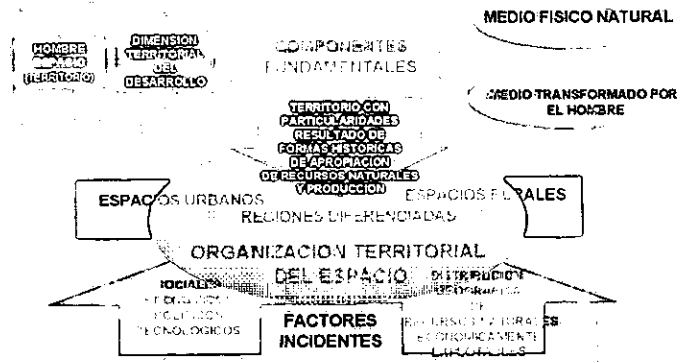 MEDIO FISICO NATURAL
HOMBRE
ESPACIO
(TERRITORIO)
DIMENSION
TERRITORIAL
DEL
DESARROLLO
COMPONENTES
FUNDAMENTALES
MEDIO TRANSFORMADO POR
EL HOMBRE
TERRITORIO CON
PARTICULARIDADES
RESULTADO DE
FORMAS HISTORICAS
DE APROPIACION
DE RECURSOS NATURALES
Y PRODUCCION
ESPACIOS URBANOS
ESPACIOS RURALES
REGIONES DIFERENCIADAS
ORGANIZACION TERRITORIAL
DEL ESPACIO
SOCIALES
POLITICOS
TECNOLOGICOS
FACTORES
INCIDENTES
DISTRIBUCION
GEOGRAFICA
DE
RECURSOS NATURALES
ECONOMICAMENTE
EXPLOTABLES